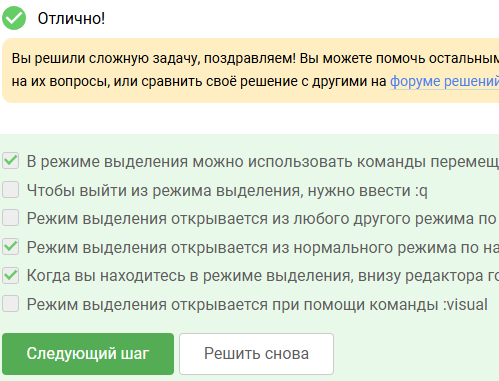 Отлично!
Вы решили сложную задачу, поздравляем! Вы можете помочь остальным
на их вопросы, или сравнить своё решение с другими на форуме решений
В режиме выделения можно использовать команды перемещ
Чтобы выйти из режима выделения, нужно ввести :q
Режим выделения открывается из любого другого режима по
Режим выделения открывается из нормального режима по на
Когда вы находитесь в режиме выделения, внизу редактора го
Режим выделения открывается при помощи команды :visual
Следующий шаг
Решить снова